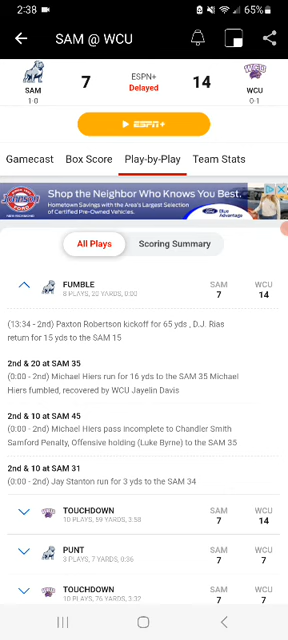 2:38
65%
SAM @ WCU
SAM
1-0
7
ESPN+
Delayed
14
WCU
WCU
0-1
ESPN+
Gamecast Box Score Play-by-Play Team Stats
JOHNSON
Shop the Neighbor Who Knows You Best.
Hometown Savings with the Area's Largest Selection
of Certified Pre-Owned Vehicles.
Ford
Blue
Advantage
All Plays Scoring Summary
FUMBLE
8 PLAYS, 20 YARDS, 0:00
SAM
7
WCU
14
(13:34 - 2nd) Paxton Robertson kickoff for 65 yds , D.J. Rias
return for 15 yds to the SAM 15
2nd & 20 at SAM 35
(0:00 - 2nd) Michael Hiers run for 16 yds to the SAM 35 Michael
Hiers fumbled, recovered by WCU Jayelin Davis
2nd & 10 at SAM 45
(0:00 - 2nd) Michael Hiers pass incomplete to Chandler Smith
Samford Penalty, Offensive holding (Luke Byrne) to the SAM 35
2nd & 10 at SAM 31
(0:00 - 2nd) Jay Stanton run for 3 yds to the SAM 34
TOUCHDOWN
10 PLAYS, 59 YARDS, 3:58
SAM
7
WCU
14
PUNT
3 PLAYS, 7 YARDS, 0:36
SAM
7
WCU
7
TOUCHDOWN
10 PLAYS, 76 YARDS, 3:37
SAM
7
WCU
7